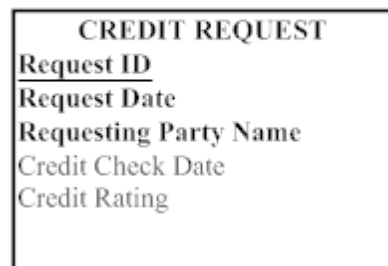 CREDIT REQUEST
Request ID
Request Date
Requesting Party Name
Credit Check Date
Credit Rating